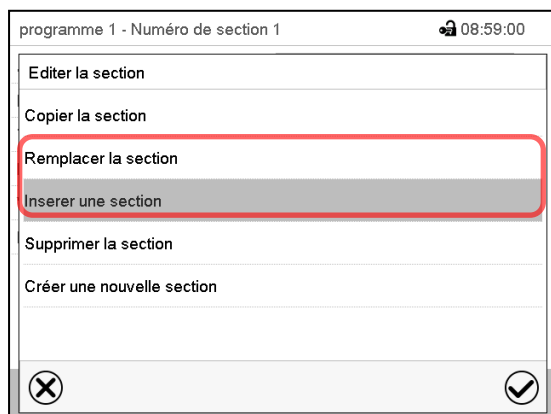 programme 1 - Numéro de section 1 08:59:00
Editer la section
Copier la section
Remplacer la section
Inserer une section
Supprimer la section
Créer une nouvelle section